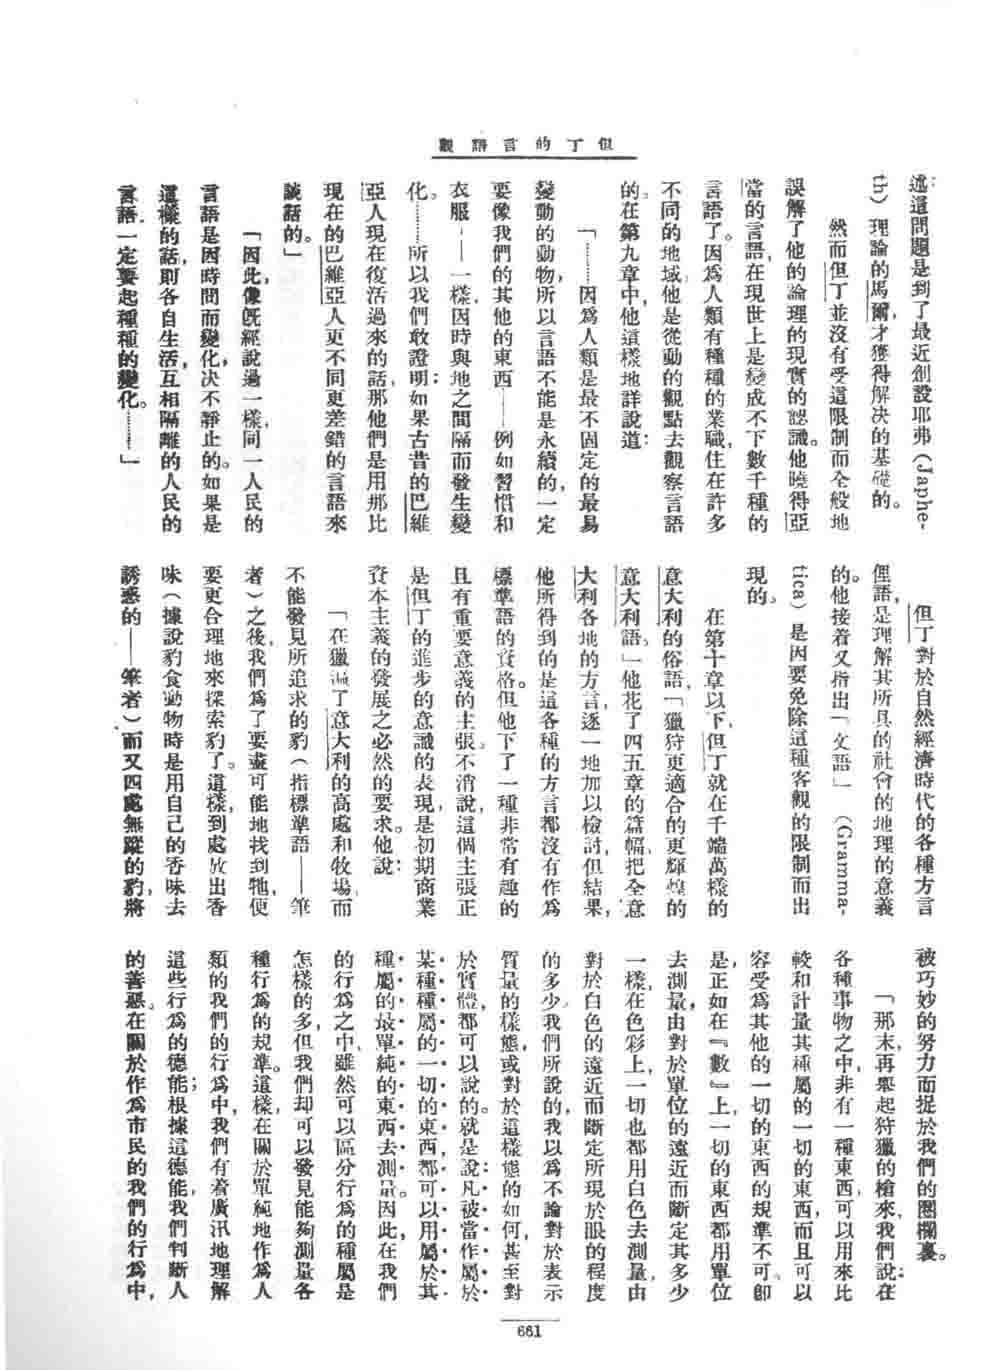 但丁的言語觀
述這問題是到了最近創設耶弗（Japhe-
th）理論的馬爾，才獲得解决的基礎的。
然而但丁並沒有受這限制而全般地
誤解了他的論理的現實的認識。他曉得亞
當的言語，在現世上是變成不下數千種的
言語了。因爲人類有種種的業職，住在許多
不同的地域，他是從動的觀點去觀察言語
的。在第九章中，他這樣地詳說道：
「……因爲人類是最不固定的最易
變動的動物，所以言語不能是永續的，一定
要像我們的其他的東西——例如習慣和
衣服——一樣，因時與地之間隔而發生變
化……所以我們敢證明：如果古昔的巴維
亞人現在復活過來的話，那他們是用那比
現在的巴維亞人更不同更差錯的言語來
談話的。」
「因此，像旣經說過一樣，同一人民的
言語是因時間而變化，决不靜止的。如果是
這樣的話，則各自生活，互相隔離的人民的
言語一定要起種種的變化。……」
但丁對於自然經濟時代的各種方言
俚語，是理解其所具的社會的地理的意義
的。他接着又指出「文語」（Gramma-
tica）是因要免除這種客觀的限制而出
現的。
在第十章以下，但丁就在千端萬樣的
意大利的俗語，「獵狩更適合的更輝煌的
意大利語。」他花了四五章的篇幅，把全意
大利各地的方言，逐一地加以檢討，但結果，
他所得到的是這各種的方言都沒有作爲
標準語的資格。但他下了一種非常有趣的
且有重要意義的主張。不消說，這個主張正
是但丁的進步的意識的表現，是初期商業
資本主義的發展之必然的要求。他說：
「在獵遍了意大利的高處和牧場，而
不能發見所追求的豹（指標準語——筆
者）之後，我們爲了要盡可能地找到牠，便
要更合理地來探索豹了。這樣，到處放出香
味（據說豹食動物時是用自己的香味去
誘惑的——筆者）而又四處無蹤的豹，將
被巧妙的努力而捉於我們的圈欄裏。
「那末，再舉起狩獵的槍來，我們說：在
各種事物之中，非有一種東西，可以用來比
較和計量其種屬的一切的東西，而且可以
容受爲其他的一切的東西的規準不可。卽
是，正如在『數』上，一切的東西都用單位
去測量，由對於單位的遠近而斷定其多少
一樣，在色彩上，一切也都用白色去測量，由
對於白色的遠近而斷定所現於眼的程度
的多少。我們所說的，我以爲不論對於表示
質量的樣態，或對於這樣態的如何，甚至對
於實體，都可以說的。就是說：凡被當作屬於
某種種屬的一切的東西，都可以用屬於其
種屬的最單純的東西去測量。因此，在我們
的行爲之中，雖然可以區分行爲的種屬是
怎樣的多，但我們却可以發見能夠測量各
種行爲的規準。這樣，在關於單純地作爲人
類的我們的行爲中，我們有着廣汎地理解
這些行爲的德能；根據這德能，我們判斷人
的善惡。在關於作爲市民的我們的行爲中，
661